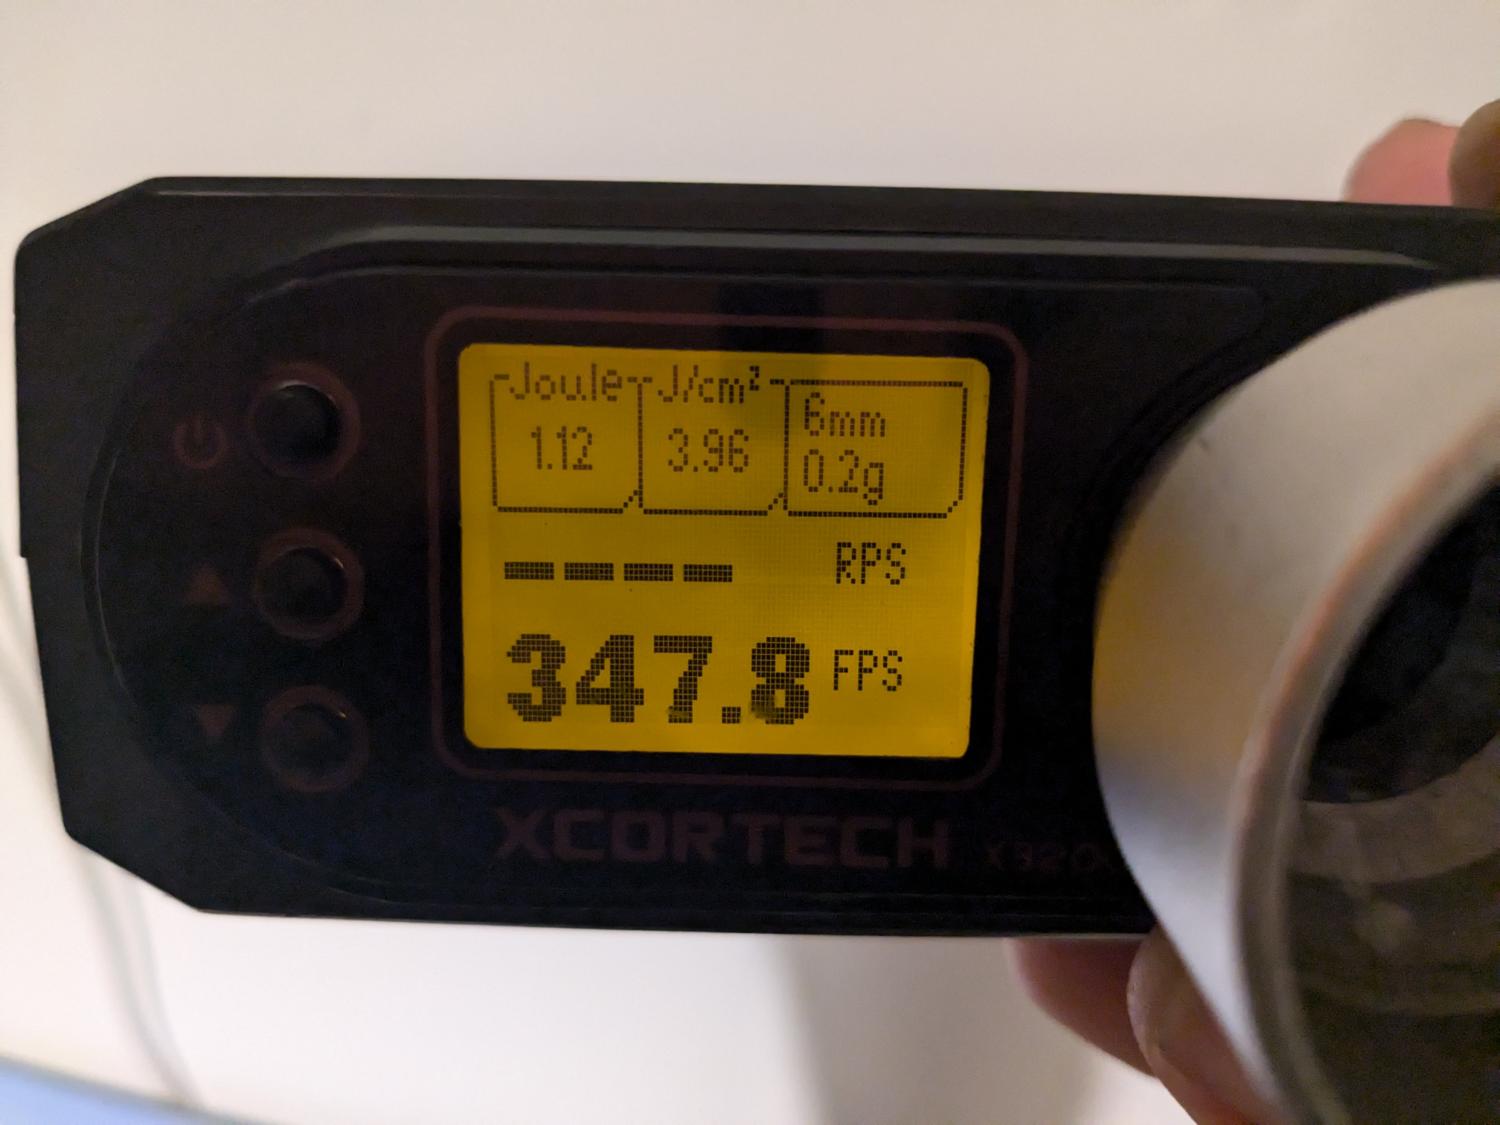 Joule J/cm² 6mm
1.12 3.96 0.2g
---- RPS
347.8 FPS
XCORTECH